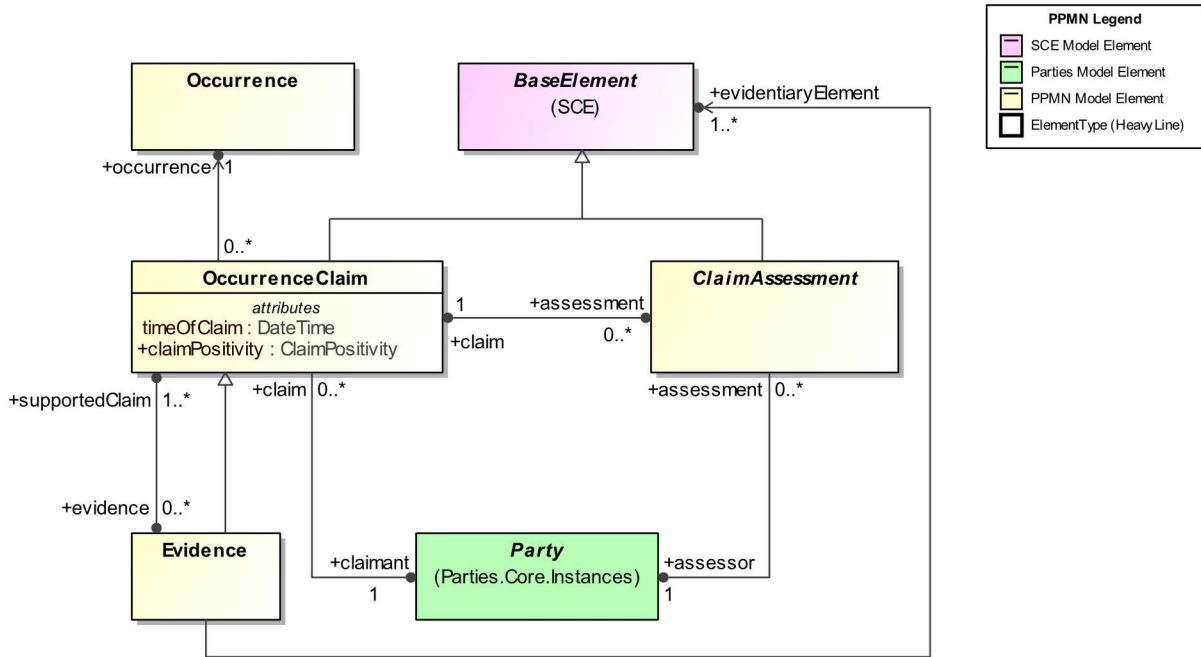 PPMN Legend
SCE Model Element
Parties Model Element
PPMN Model Element
ElementType (Heavy Line)
Occurrence
BaseElement
(SCE)
+evidentiaryElement
1..*
+occurrence
1
0..*
OccurrenceClaim
attributes
timeOfClaim : DateTime
+claimPositivity : ClaimPositivity
1
+claim
+assessment
0..*
ClaimAssessment
+supportedClaim
1..*
+claim
0..*
+assessment
0..*
+evidence
0..*
Evidence
+claimant
1
Party
(Parties.Core.Instances)
+assessor
1